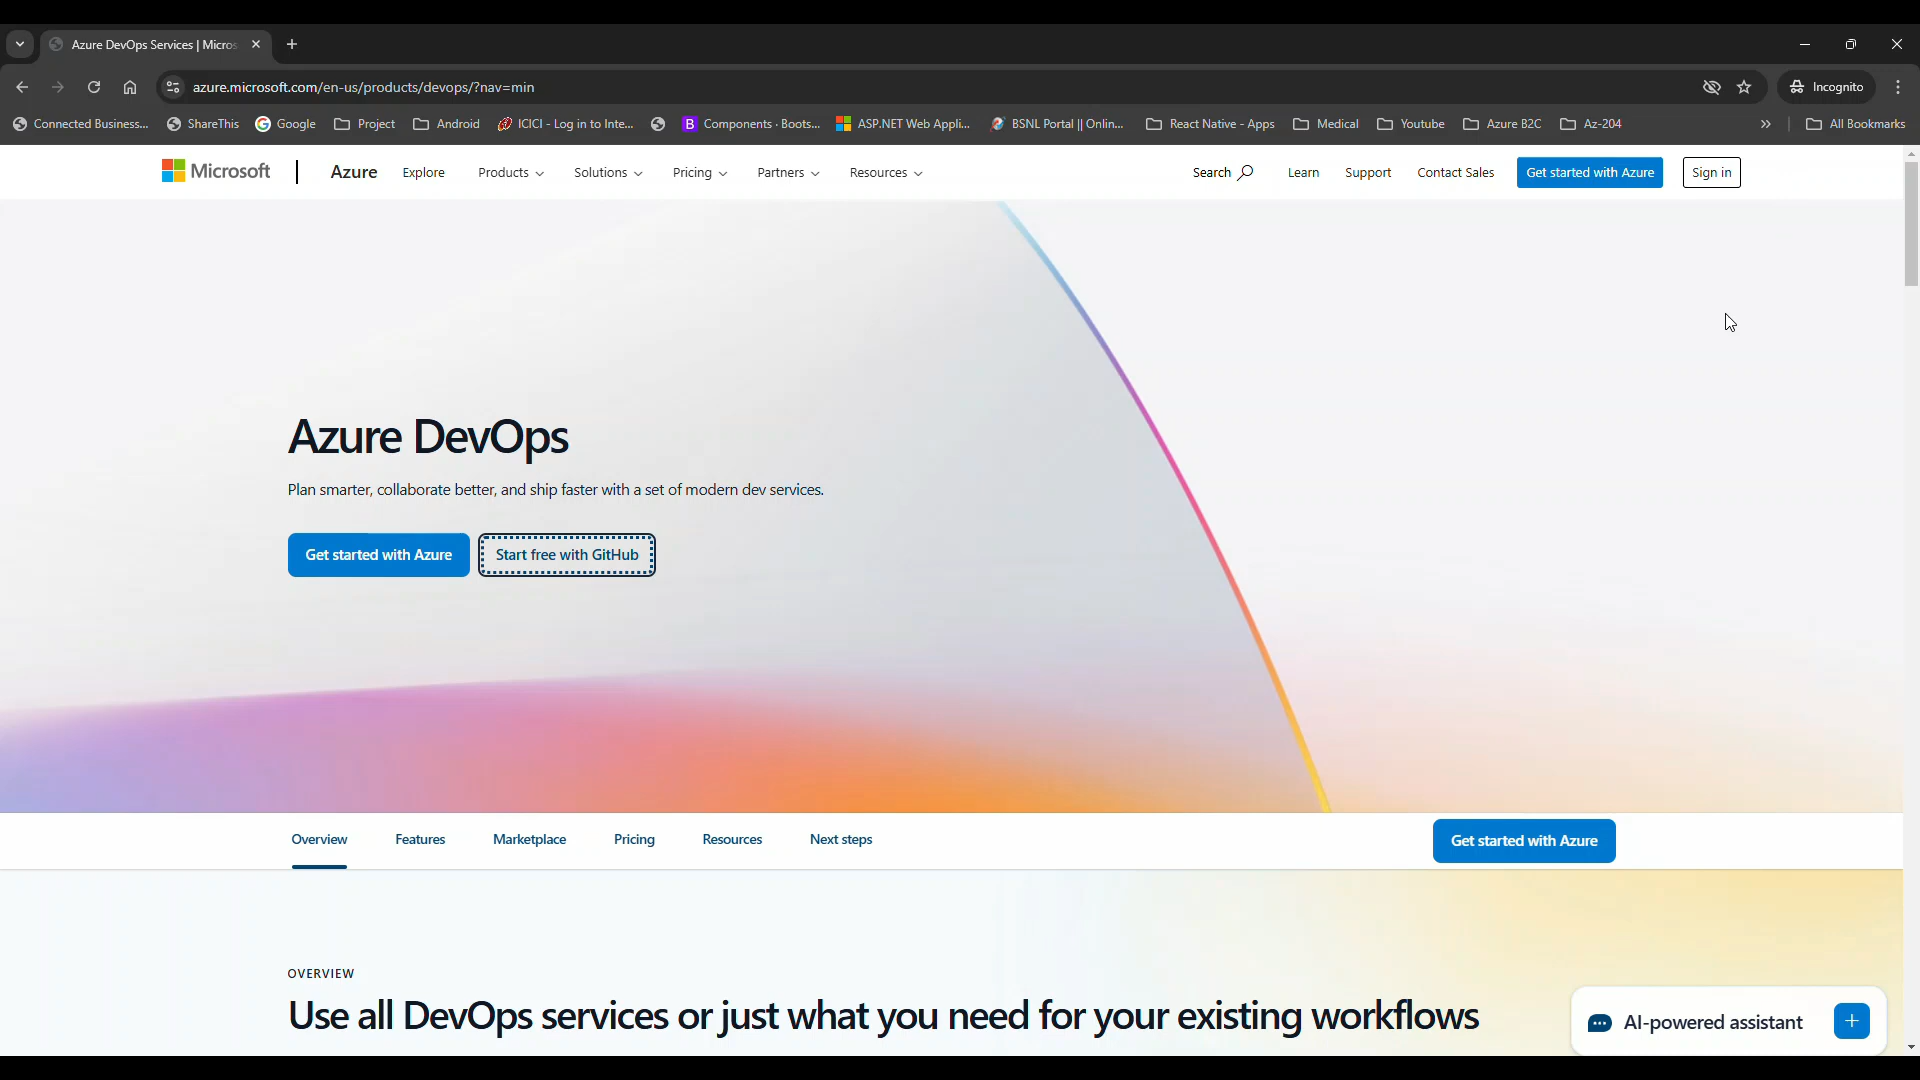 Azure DevOps Services | Micros
azure.microsoft.com/en-us/products/devops/?nav=min
Incognito
Connected Business... ShareThis Google Project Android ICICI - Log in to Inte... Components · Boots... ASP.NET Web Appli... BSNL Portal || Onlin... React Native - Apps Medical Youtube Azure B2C Az-204 All Bookmarks
Microsoft Azure Explore Products Solutions Pricing Partners Resources Search Learn Support Contact Sales Get started with Azure Sign in
Azure DevOps
Plan smarter, collaborate better, and ship faster with a set of modern dev services.
Get started with Azure Start free with GitHub
Overview Features Marketplace Pricing Resources Next steps Get started with Azure
OVERVIEW
Use all DevOps services or just what you need for your existing workflows
AI-powered assistant